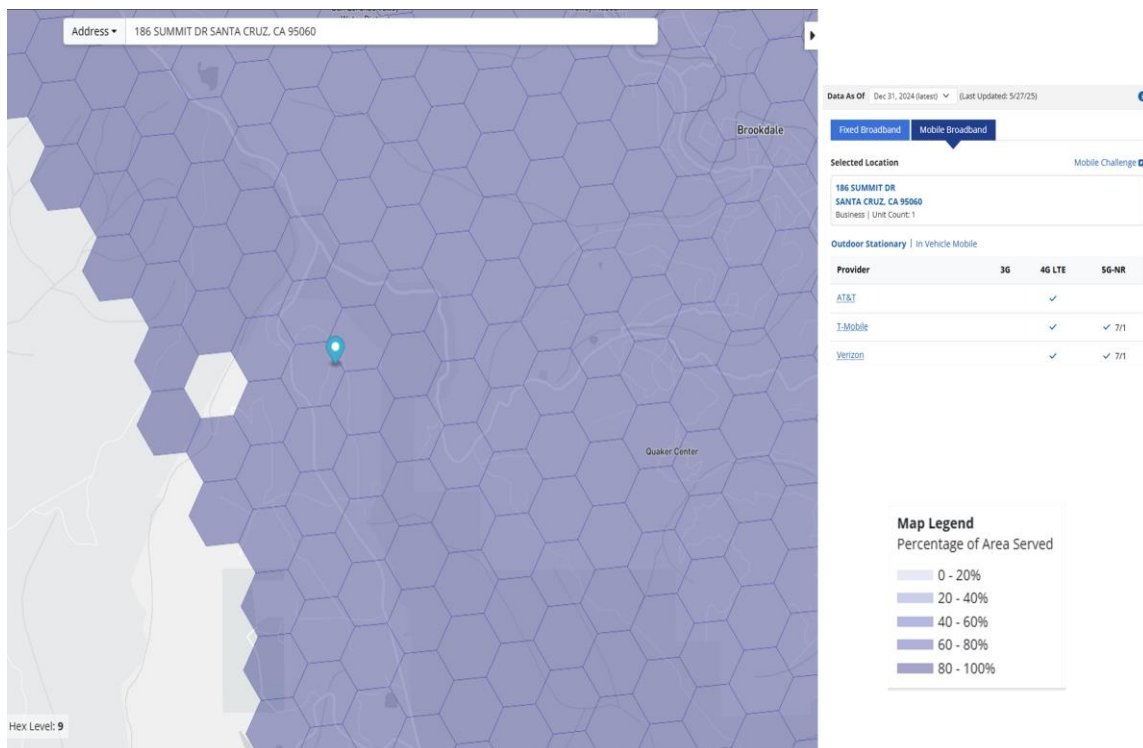 Address 186 SUMMIT DR SANTA CRUZ, CA 95060
Brookdale
Quaker Center
Hex Level: 9
Data As Of Dec 31, 2024 (latest) (Last Updated: 5/27/25)
Fixed Broadband Mobile Broadband
Selected Location Mobile Challenge
186 SUMMIT DR
SANTA CRUZ, CA 95060
Business | Unit Count: 1
Outdoor Stationary | In Vehicle Mobile
Provider 3G 4G LTE 5G-NR
AT&T ✓
T-Mobile ✓ ✓ 7/1
Verizon ✓ ✓ 7/1
Map Legend
Percentage of Area Served
0 - 20%
20 - 40%
40 - 60%
60 - 80%
80 - 100%